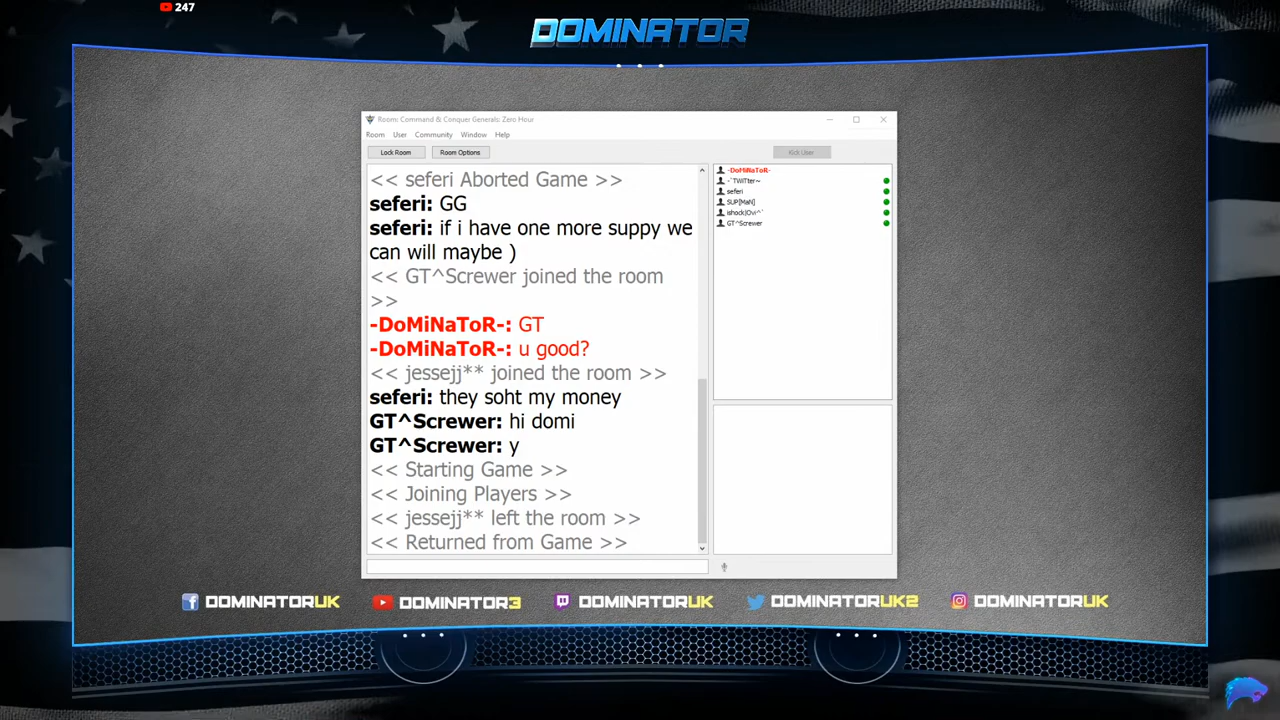 247
DOMINATOR
Room: Command & Conquer Generals: Zero Hour
Room User Community Window Help
Lock Room Room Options Kick User
<< seferi Aborted Game >>
seferi: GG
seferi: if i have one more suppy we
can will maybe )
<< GT^Screwer joined the room
>>
-DoMiNaToR-: GT
-DoMiNaToR-: u good?
<< jessejj** joined the room >>
seferi: they soht my money
GT^Screwer: hi domi
GT^Screwer: y
<< Starting Game >>
<< Joining Players >>
<< jessejj** left the room >>
<< Returned from Game >>
-DoMiNaToR-
-`TWiTter~
seferi
SUP[MaN]
GT^Screwer
DOMINATORUK DOMINATOR3 DOMINATORUK DOMINATORUK2 DOMINATORUK